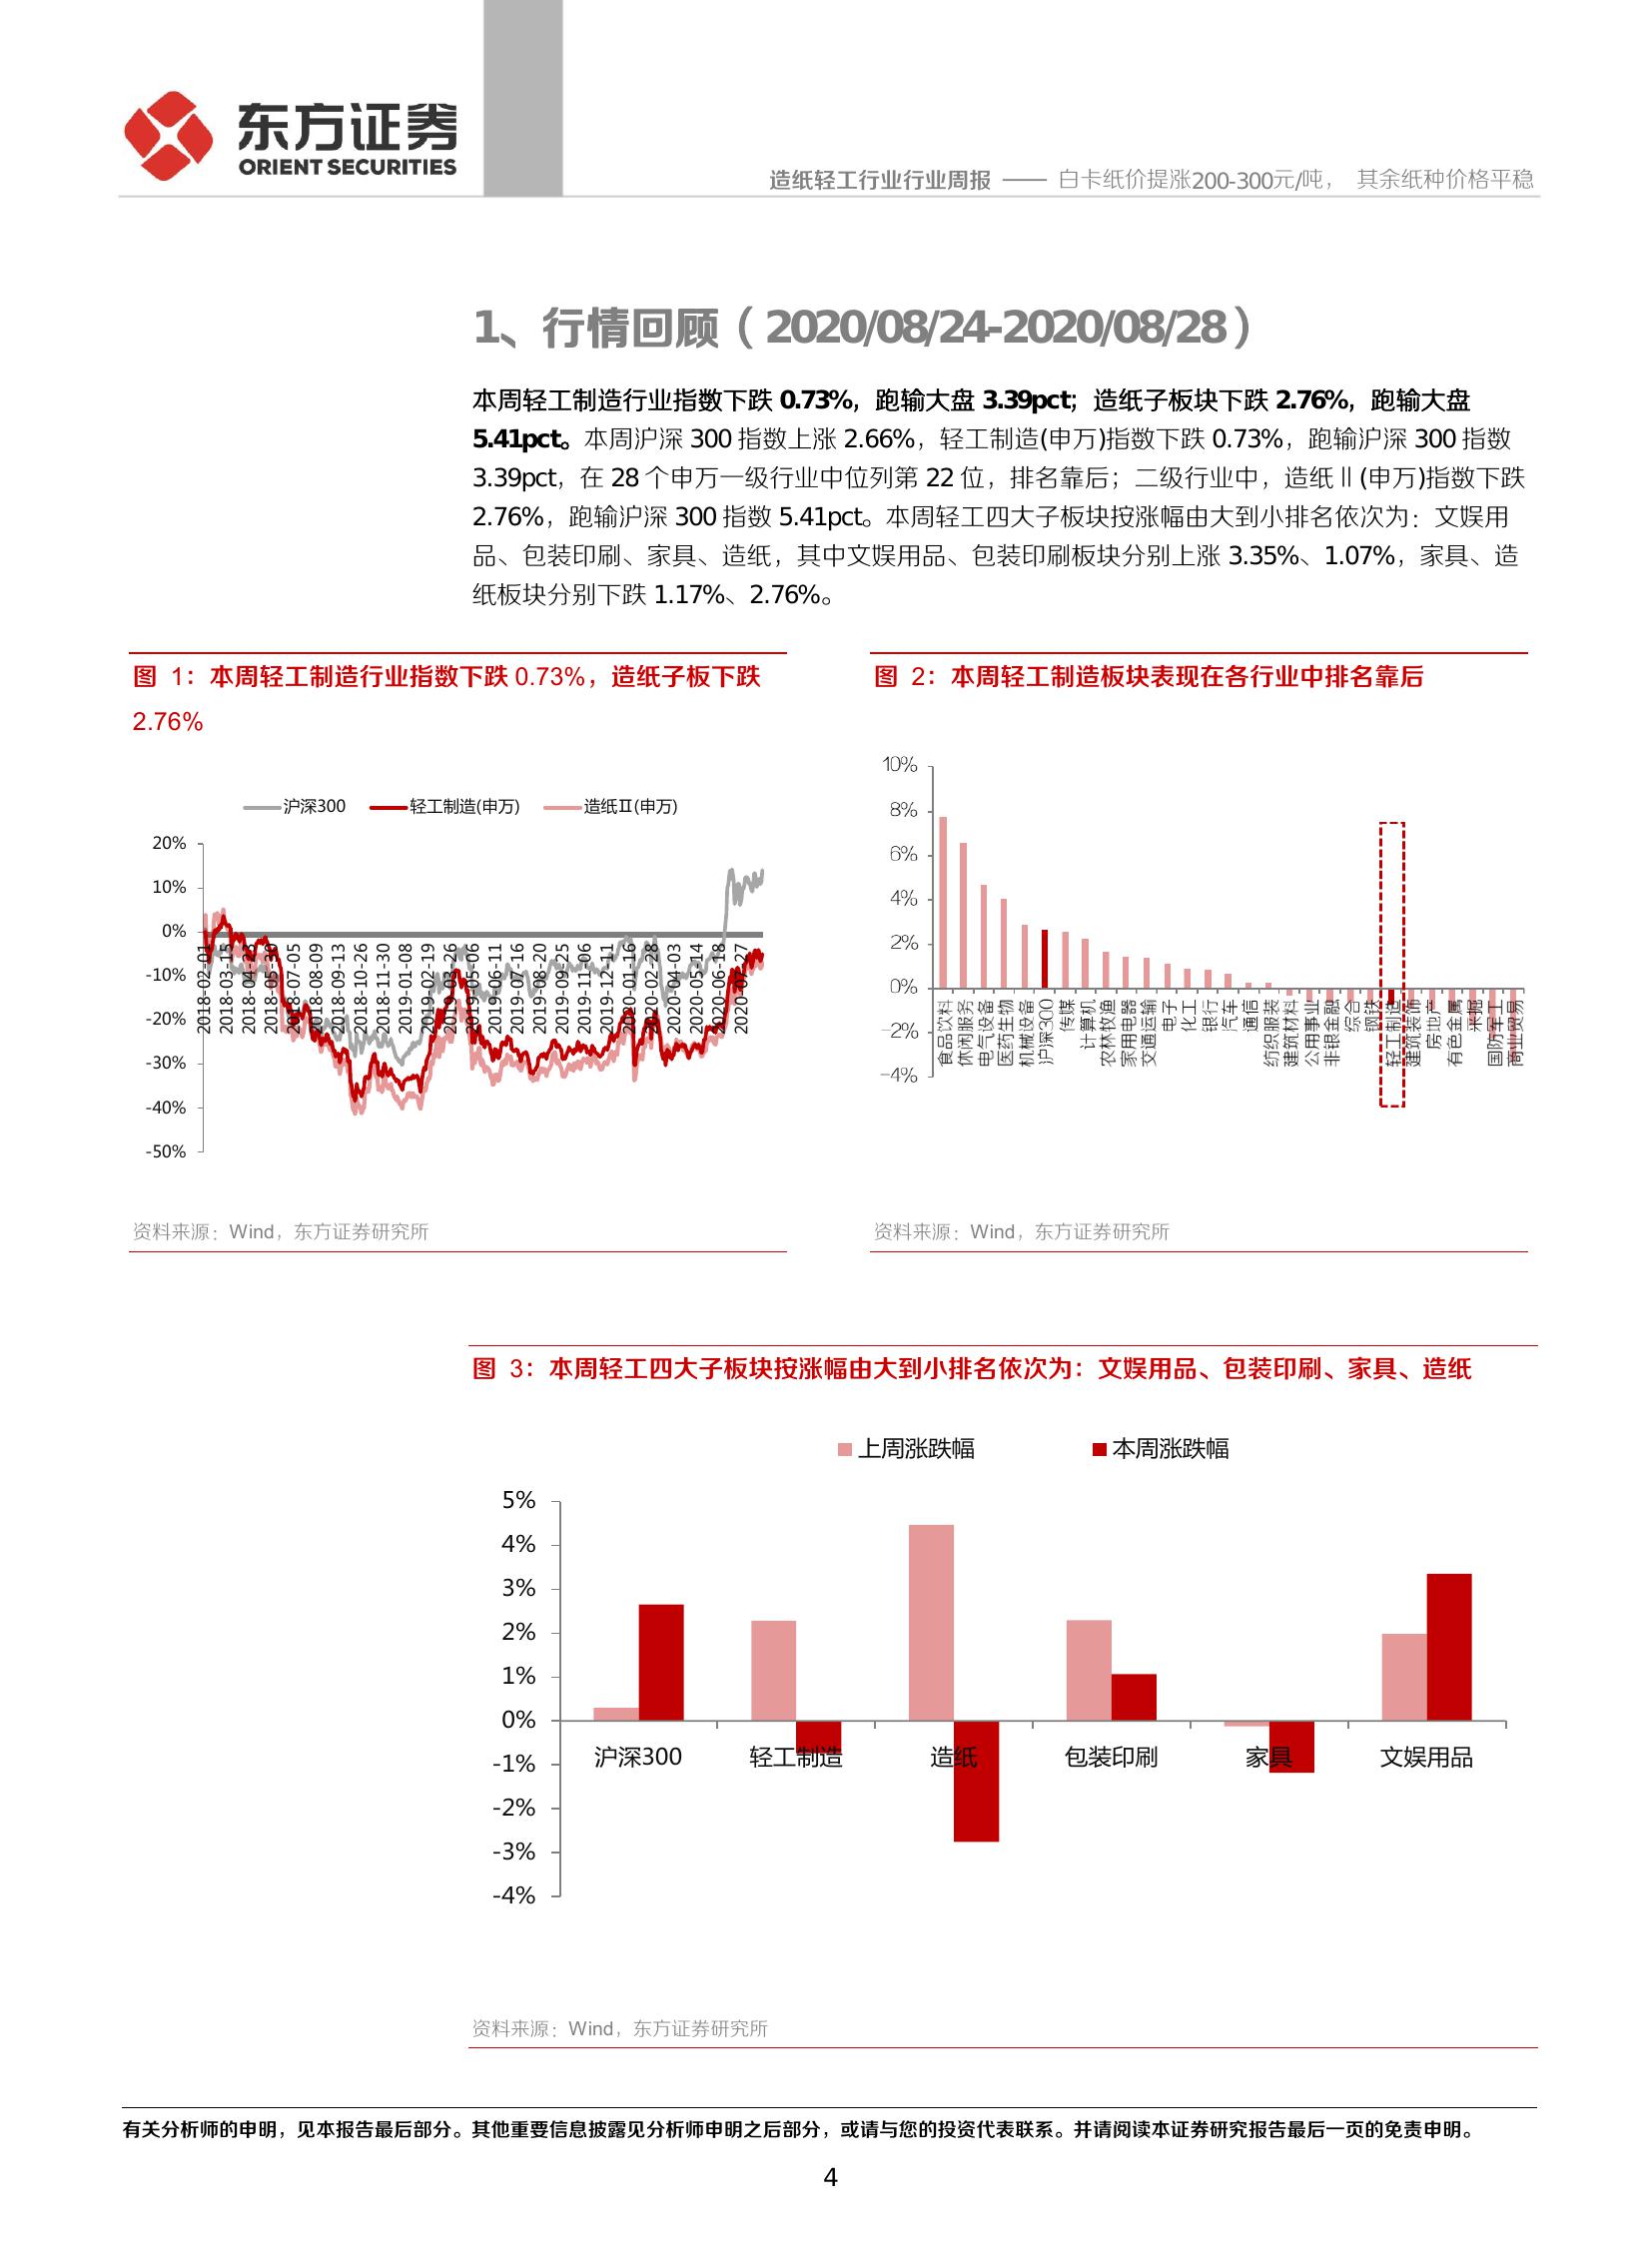 东方证券
ORIENT SECURITIES
造纸轻工行业行业周报 —— 白卡纸价提涨200-300元/吨， 其余纸种价格平稳
1、行情回顾（2020/08/24-2020/08/28）
本周轻工制造行业指数下跌 0.73%，跑输大盘 3.39pct；造纸子板块下跌 2.76%，跑输大盘
5.41pct。本周沪深 300 指数上涨 2.66%，轻工制造(申万)指数下跌 0.73%，跑输沪深 300 指数
3.39pct，在 28 个申万一级行业中位列第 22 位，排名靠后；二级行业中，造纸Ⅱ(申万)指数下跌
2.76%，跑输沪深 300 指数 5.41pct。本周轻工四大子板块按涨幅由大到小排名依次为：文娱用
品、包装印刷、家具、造纸，其中文娱用品、包装印刷板块分别上涨 3.35%、1.07%，家具、造
纸板块分别下跌 1.17%、2.76%。
图 1：本周轻工制造行业指数下跌 0.73%，造纸子板下跌
2.76%
沪深300 轻工制造(申万) 造纸Ⅱ(申万)
20%
10%
0%
-10%
-20%
-30%
-40%
-50%
2018-02-01
2018-03-15
2018-04-23
2018-05-30
2018-07-05
2018-08-09
2018-09-13
2018-10-26
2018-11-30
2019-01-08
2019-02-19
2019-03-26
2019-05-06
2019-06-11
2019-07-16
2019-08-20
2019-09-25
2019-11-06
2019-12-11
2020-01-16
2020-02-28
2020-04-03
2020-05-14
2020-06-18
2020-07-27
资料来源：Wind，东方证券研究所
图 2：本周轻工制造板块表现在各行业中排名靠后
10%
8%
6%
4%
2%
0%
-2%
-4%
食品饮料
休闲服务
电气设备
医药生物
机械设备
沪深300
传媒
计算机
农林牧渔
家用电器
交通运输
电子
化工
银行
汽车
通信
纺织服装
建筑材料
公用事业
非银金融
综合
钢铁
轻工制造
建筑装饰
房地产
有色金属
采掘
国防军工
商业贸易
资料来源：Wind，东方证券研究所
图 3：本周轻工四大子板块按涨幅由大到小排名依次为：文娱用品、包装印刷、家具、造纸
上周涨跌幅 本周涨跌幅
5%
4%
3%
2%
1%
0%
-1%
-2%
-3%
-4%
沪深300 轻工制造 造纸 包装印刷 家具 文娱用品
资料来源：Wind，东方证券研究所
有关分析师的申明，见本报告最后部分。其他重要信息披露见分析师申明之后部分，或请与您的投资代表联系。并请阅读本证券研究报告最后一页的免责申明。
4